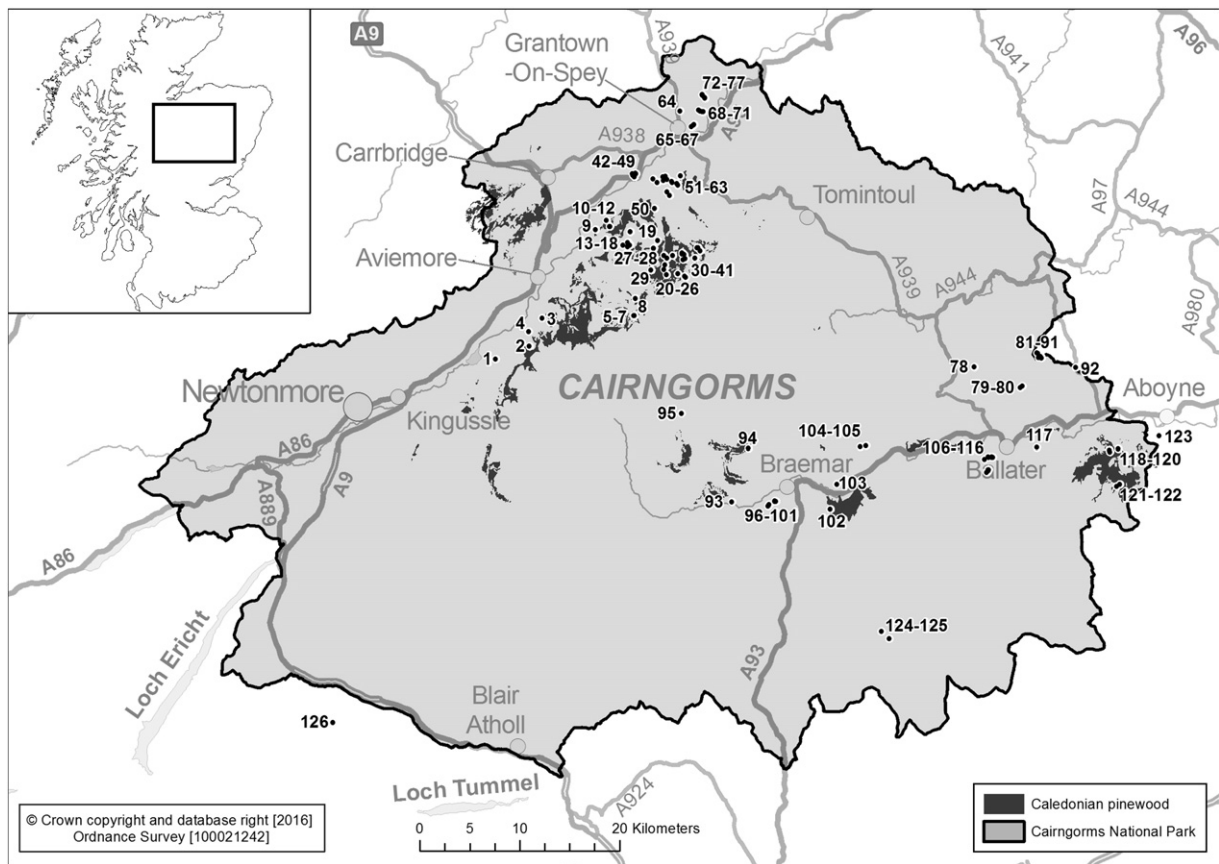 A9
A939
A941
A96
Grantown
-On-Spey
72-77
64
68-71
65-67
A9
A938
Carrbridge
42-49
51-63
Tomintoul
A97
A944
10-12
50
9
19
13-18
27-28
30-41
Aviemore
29
20-26
A939
A944
A980
8
5-7
4
3
2
1
81-91
78
92
79-80
Aboyne
CAIRNGORMS
Newtonmore
Kingussie
95
A86
94
104-105
106-116
117
123
118-120
Braemar
Ballater
103
A9
A889
93
96-101
102
121-122
A86
Loch Ericht
124-125
A93
126
Blair
Atholl
Loch Tummel
A924
© Crown copyright and database right [2016]
Ordnance Survey [100021242]
0 5 10 20 Kilometers
Caledonian pinewood
Cairngorms National Park